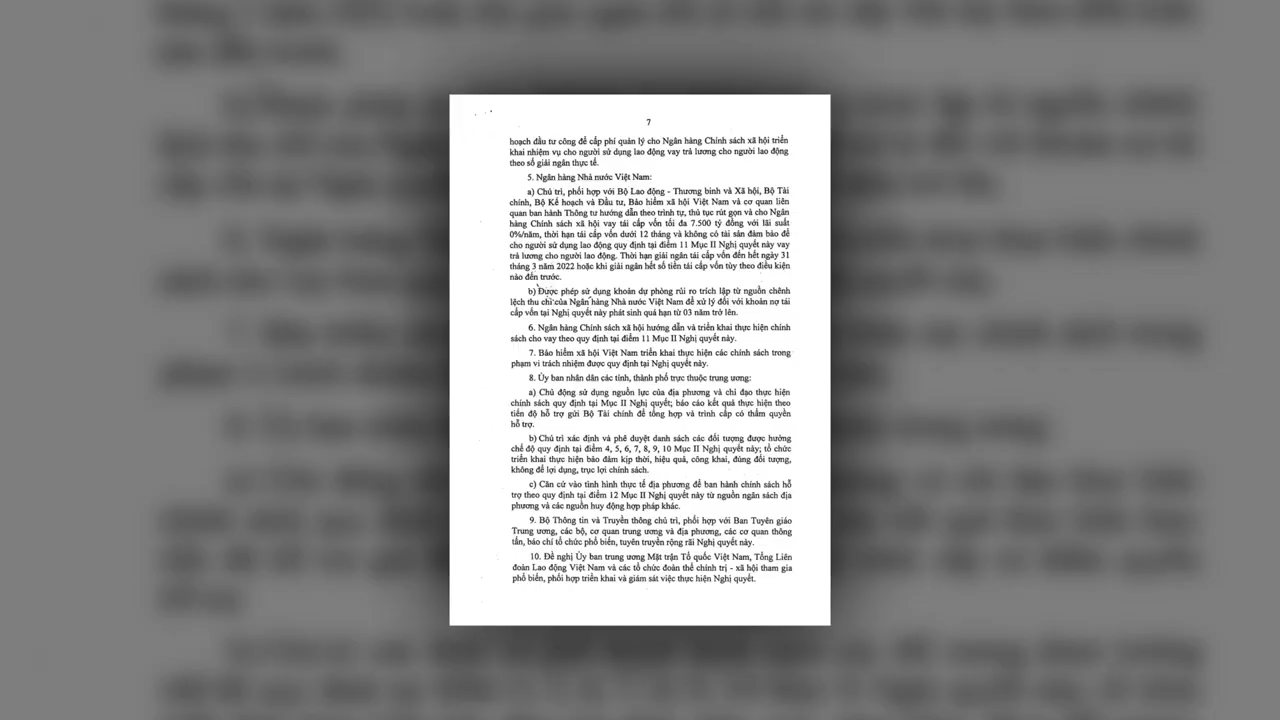 7
hoạch đầu tư công để cấp phí quản lý cho Ngân hàng Chính sách xã hội triển
khai nhiệm vụ cho người sử dụng lao động vay trả lương cho người lao động
theo số giải ngân thực tế.
5. Ngân hàng Nhà nước Việt Nam:
a) Chủ trì, phối hợp với Bộ Lao động - Thương binh và Xã hội, Bộ Tài
chính, Bộ Kế hoạch và Đầu tư, Bảo hiểm xã hội Việt Nam và cơ quan liên
quan ban hành Thông tư hướng dẫn theo trình tự, thủ tục rút gọn và cho Ngân
hàng Chính sách xã hội vay tái cấp vốn tối đa 7.500 tỷ đồng với lãi suất
0%/năm, thời hạn tái cấp vốn dưới 12 tháng và không có tài sản đảm bảo để
cho người sử dụng lao động quy định tại điểm 11 Mục II Nghị quyết này vay
trả lương cho người lao động. Thời hạn giải ngân tái cấp vốn đến hết ngày 31
tháng 3 năm 2022 hoặc khi giải ngân hết số tiền tái cấp vốn tùy theo điều kiện
nào đến trước.
b) Được phép sử dụng khoản dự phòng rủi ro trích lập từ nguồn chênh
lệch thu chi của Ngân hàng Nhà nước Việt Nam để xử lý đối với khoản nợ tái
cấp vốn tại Nghị quyết này phát sinh quá hạn từ 03 năm trở lên.
6. Ngân hàng Chính sách xã hội hướng dẫn và triển khai thực hiện chính
sách cho vay theo quy định tại điểm 11 Mục II Nghị quyết này.
7. Bảo hiểm xã hội Việt Nam triển khai thực hiện các chính sách trong
phạm vi trách nhiệm được quy định tại Nghị quyết này.
8. Ủy ban nhân dân các tỉnh, thành phố trực thuộc trung ương:
a) Chủ động sử dụng nguồn lực của địa phương và chỉ đạo thực hiện
chính sách quy định tại Mục II Nghị quyết; báo cáo kết quả thực hiện theo
tiến độ hỗ trợ gửi Bộ Tài chính để tổng hợp và trình cấp có thẩm quyền
hỗ trợ.
b) Chủ trì xác định và phê duyệt danh sách các đối tượng được hưởng
chế độ quy định tại điểm 4, 5, 6, 7, 8, 9, 10 Mục II Nghị quyết này; tổ chức
triển khai thực hiện bảo đảm kịp thời, hiệu quả, công khai, đúng đối tượng,
không để lợi dụng, trục lợi chính sách.
c) Căn cứ vào tình hình thực tế địa phương để ban hành chính sách hỗ
trợ theo quy định tại điểm 12 Mục II Nghị quyết này từ nguồn ngân sách địa
phương và các nguồn huy động hợp pháp khác.
9. Bộ Thông tin và Truyền thông chủ trì, phối hợp với Ban Tuyên giáo
Trung ương, các bộ, cơ quan trung ương và địa phương, các cơ quan thông
tấn, báo chí tổ chức phổ biến, tuyên truyền rộng rãi Nghị quyết này.
10. Đề nghị Ủy ban trung ương Mặt trận Tổ quốc Việt Nam, Tổng Liên
đoàn Lao động Việt Nam và các tổ chức đoàn thể chính trị - xã hội tham gia
phổ biến, phối hợp triển khai và giám sát việc thực hiện Nghị quyết.